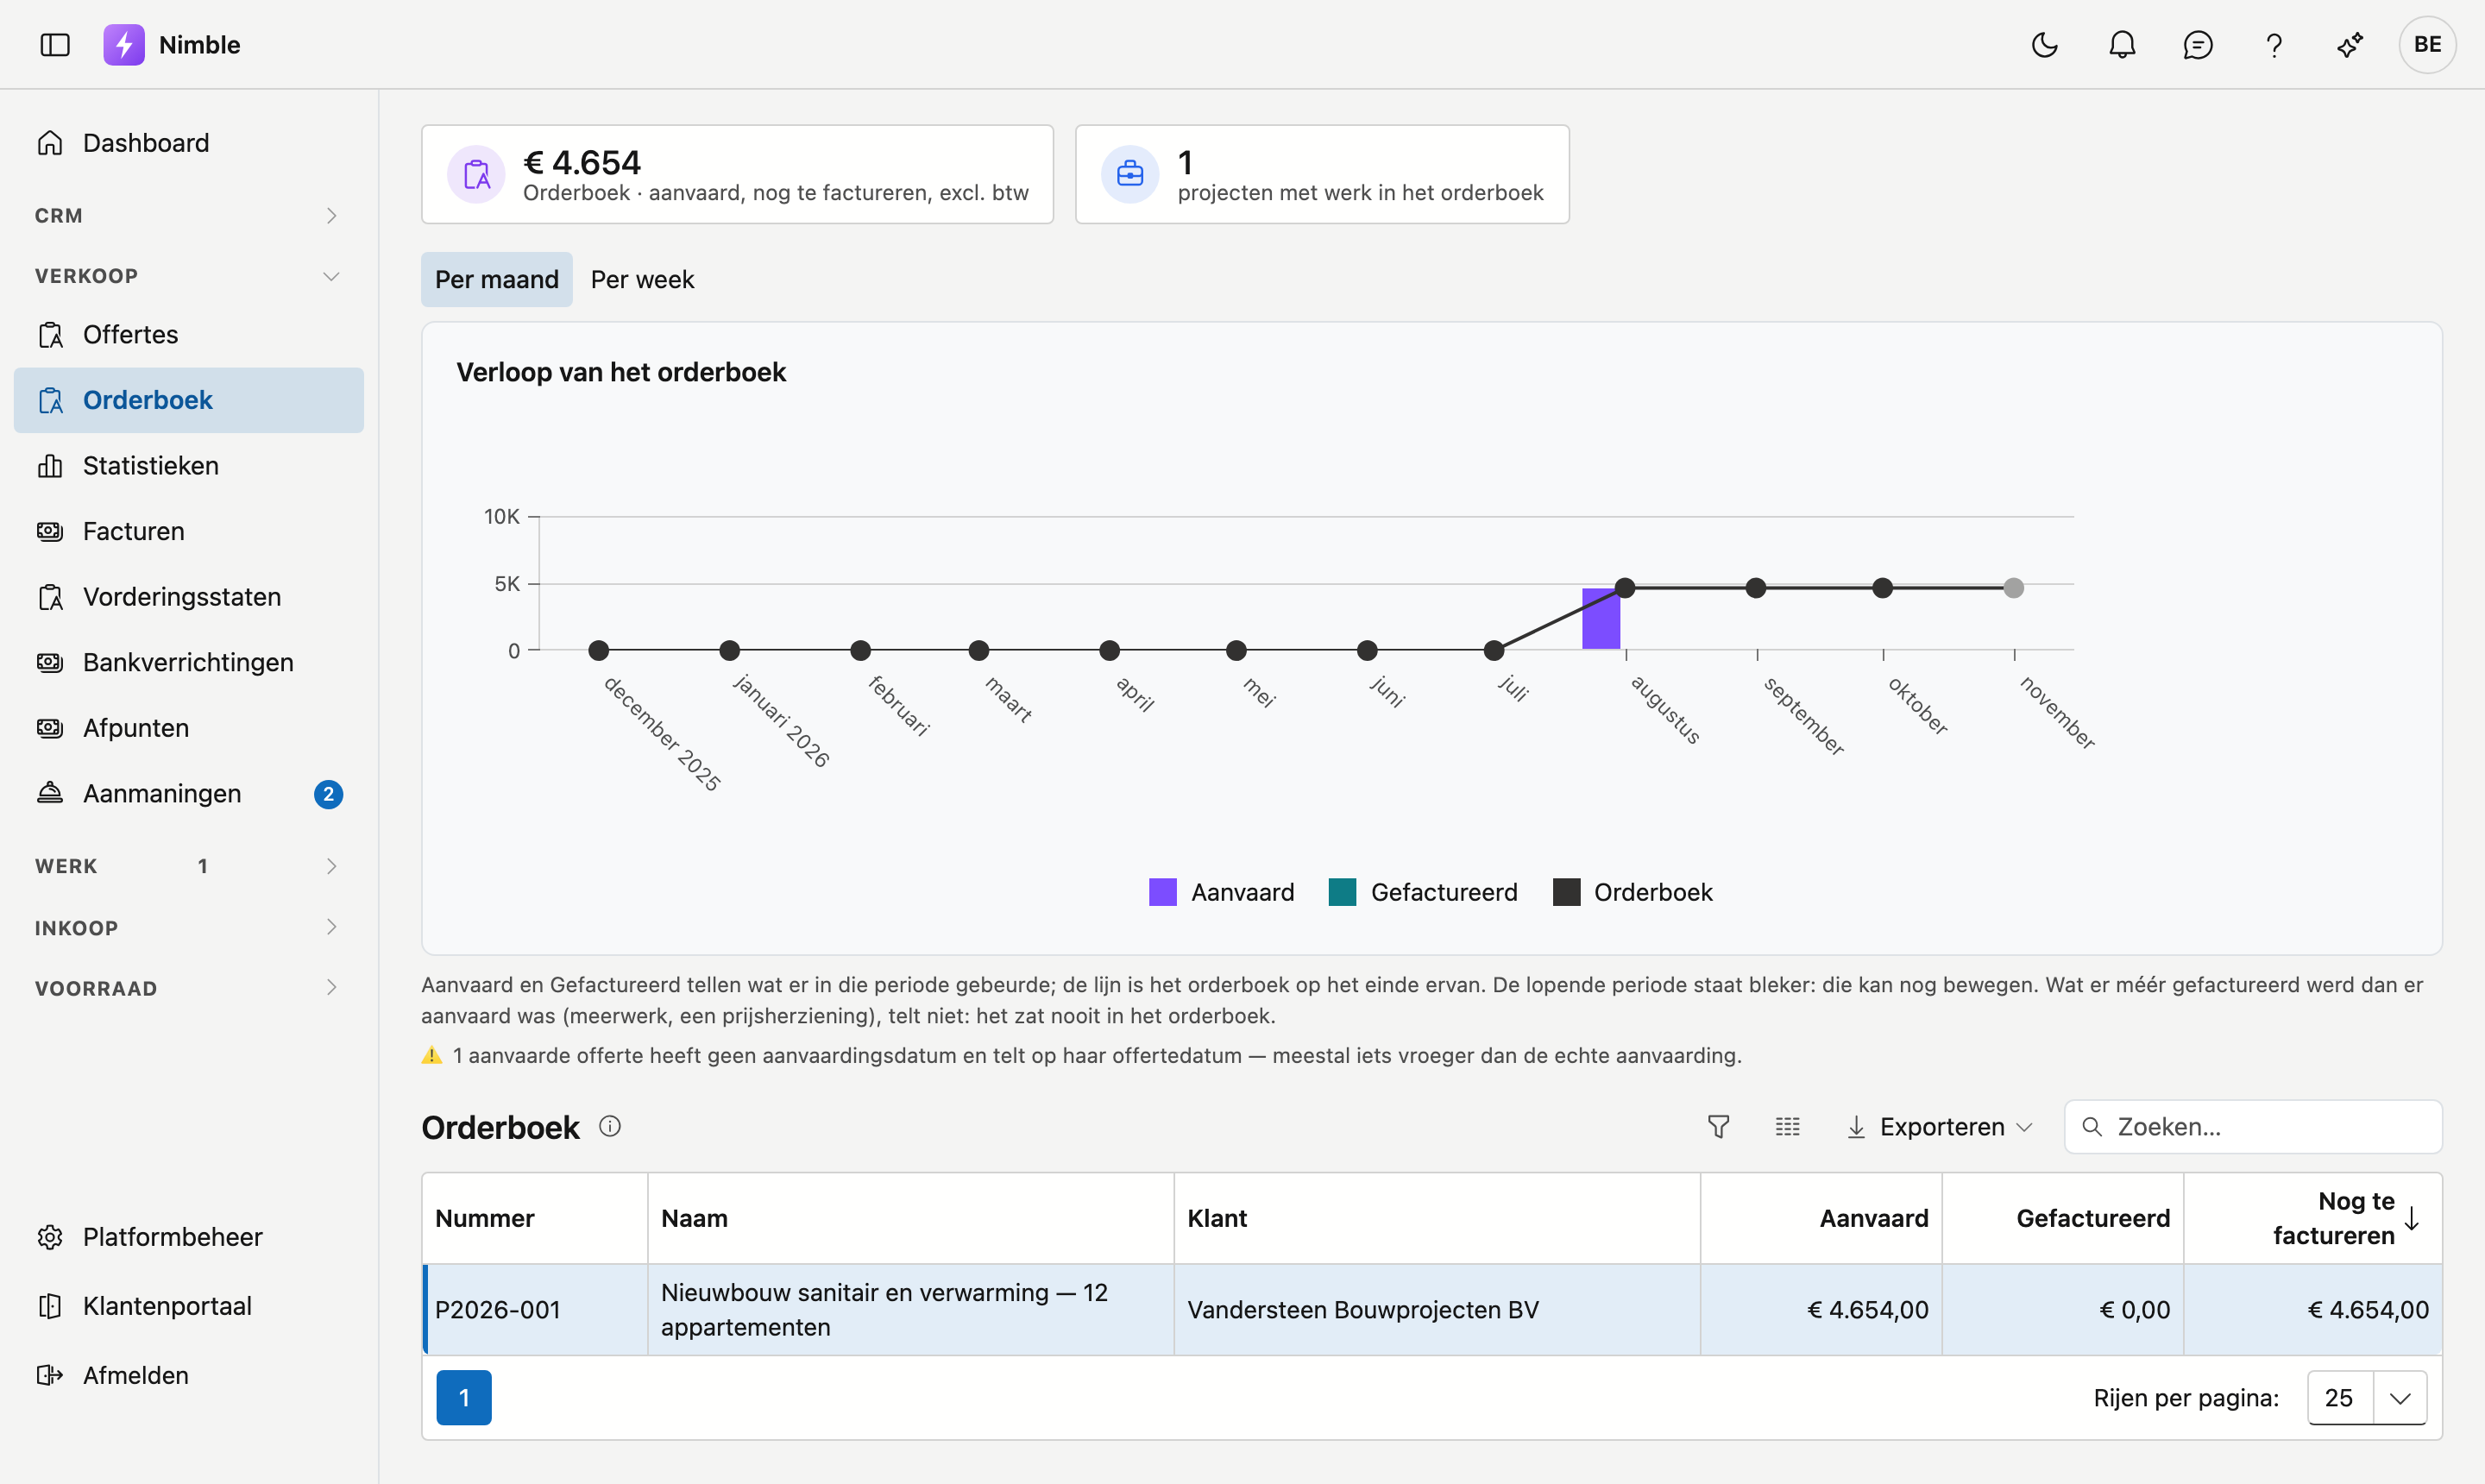 Nimble
BE
Dashboard
CRM
VERKOOP
Offertes
Orderboek
Statistieken
Facturen
Vorderingsstaten
Bankverrichtingen
Afpunten
Aanmaningen 2
WERK 1
INKOOP
VOORRAAD
Platformbeheer
Klantenportaal
Afmelden
€ 4.654
Orderboek · aanvaard, nog te factureren, excl. btw
1
projecten met werk in het orderboek
Per maand Per week
Verloop van het orderboek
10K
5K
0
december 2025 januari 2026 februari maart april mei juni juli augustus september oktober november
Aanvaard Gefactureerd Orderboek
Aanvaard en Gefactureerd tellen wat er in die periode gebeurde; de lijn is het orderboek op het einde ervan. De lopende periode staat bleker: die kan nog bewegen. Wat er méér gefactureerd werd dan er
aanvaard was (meerwerk, een prijsherziening), telt niet: het zat nooit in het orderboek.
1 aanvaarde offerte heeft geen aanvaardingsdatum en telt op haar offertedatum — meestal iets vroeger dan de echte aanvaarding.
Orderboek
Exporteren
Zoeken...
Nummer Naam Klant Aanvaard Gefactureerd Nog te
factureren
P2026-001 Nieuwbouw sanitair en verwarming — 12
appartementen Vandersteen Bouwprojecten BV € 4.654,00 € 0,00 € 4.654,00
1
Rijen per pagina: 25